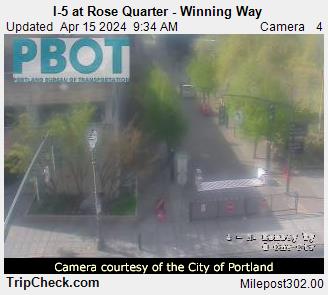 I-5 at Rose Quarter - Winning Way
Updated Apr 15 2024 9:34 AM Camera 4
PBOT
PORTLAND BUREAU OF TRANSPORTATION
Camera courtesy of the City of Portland
TripCheck.com Milepost302.00